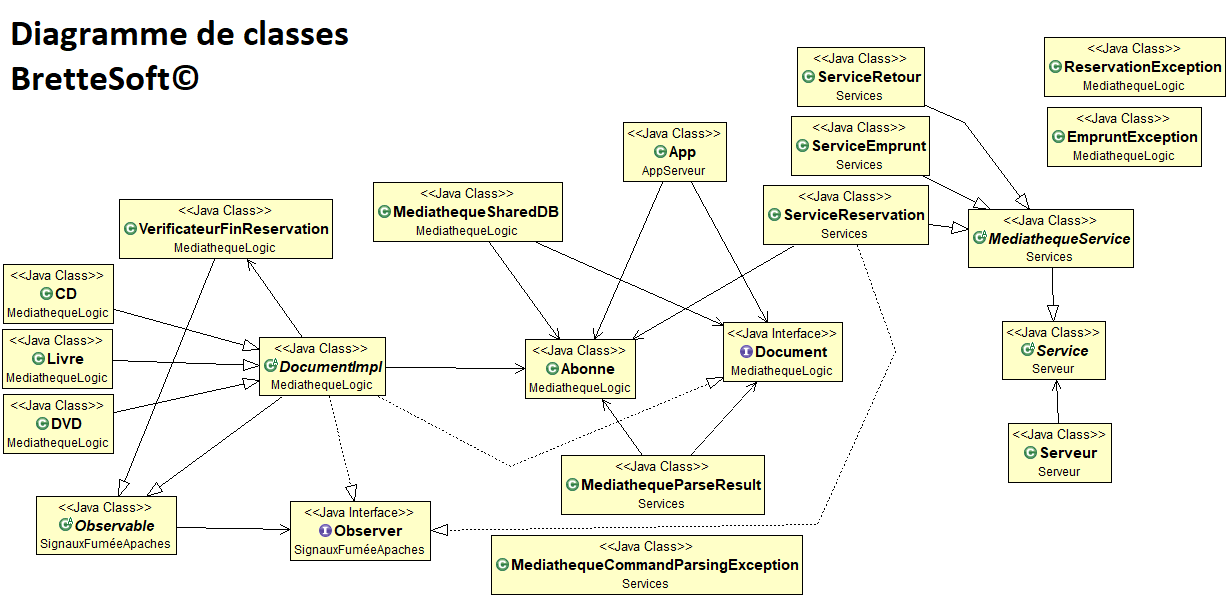 Diagramme de classes
BretteSoft©
<<Java Class>>
ServiceRetour
Services
<<Java Class>>
ReservationException
MediathequeLogic
<<Java Class>>
EmpruntException
MediathequeLogic
<<Java Class>>
ServiceEmprunt
Services
<<Java Class>>
App
AppServeur
<<Java Class>>
MediathequeSharedDB
MediathequeLogic
<<Java Class>>
ServiceReservation
Services
<<Java Class>>
VerificateurFinReservation
MediathequeLogic
<<Java Class>>
MediathequeService
Services
<<Java Class>>
CD
MediathequeLogic
<<Java Class>>
Livre
MediathequeLogic
<<Java Class>>
DVD
MediathequeLogic
<<Java Class>>
DocumentImpl
MediathequeLogic
<<Java Class>>
Abonne
MediathequeLogic
<<Java Interface>>
Document
MediathequeLogic
<<Java Class>>
Service
Serveur
<<Java Class>>
Serveur
Serveur
<<Java Class>>
MediathequeParseResult
Services
<<Java Class>>
Observable
SignauxFuméeApaches
<<Java Interface>>
Observer
SignauxFuméeApaches
<<Java Class>>
MediathequeCommandParsingException
Services